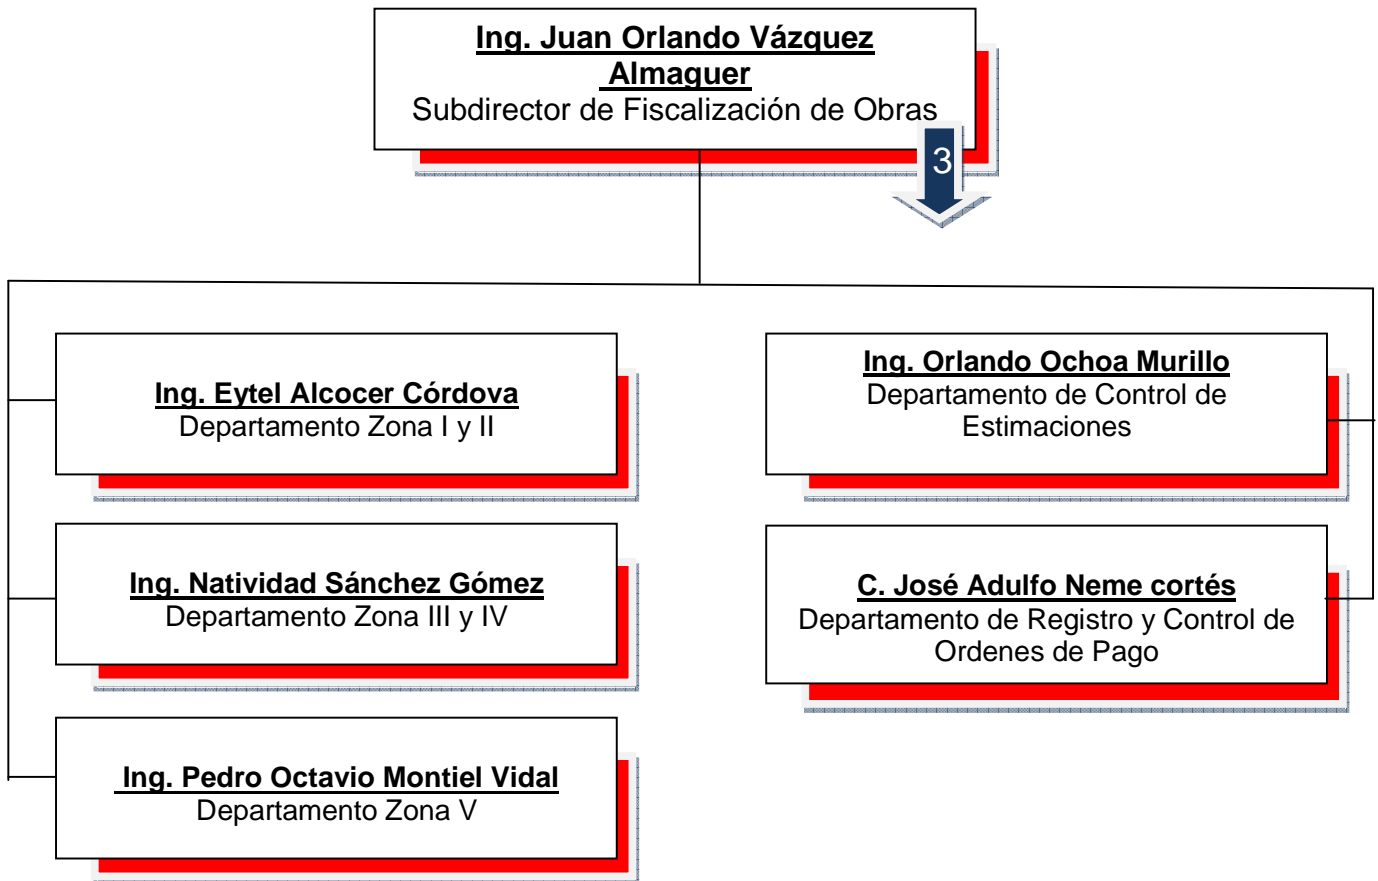 Ing. Juan Orlando Vázquez
Almaguer
Subdirector de Fiscalización de Obras
3
Ing. Eytel Alcocer Córdova
Departamento Zona I y II
Ing. Natividad Sánchez Gómez
Departamento Zona III y IV
Ing. Pedro Octavio Montiel Vidal
Departamento Zona V
Ing. Orlando Ochoa Murillo
Departamento de Control de
Estimaciones
C. José Adulfo Neme cortés
Departamento de Registro y Control de
Ordenes de Pago